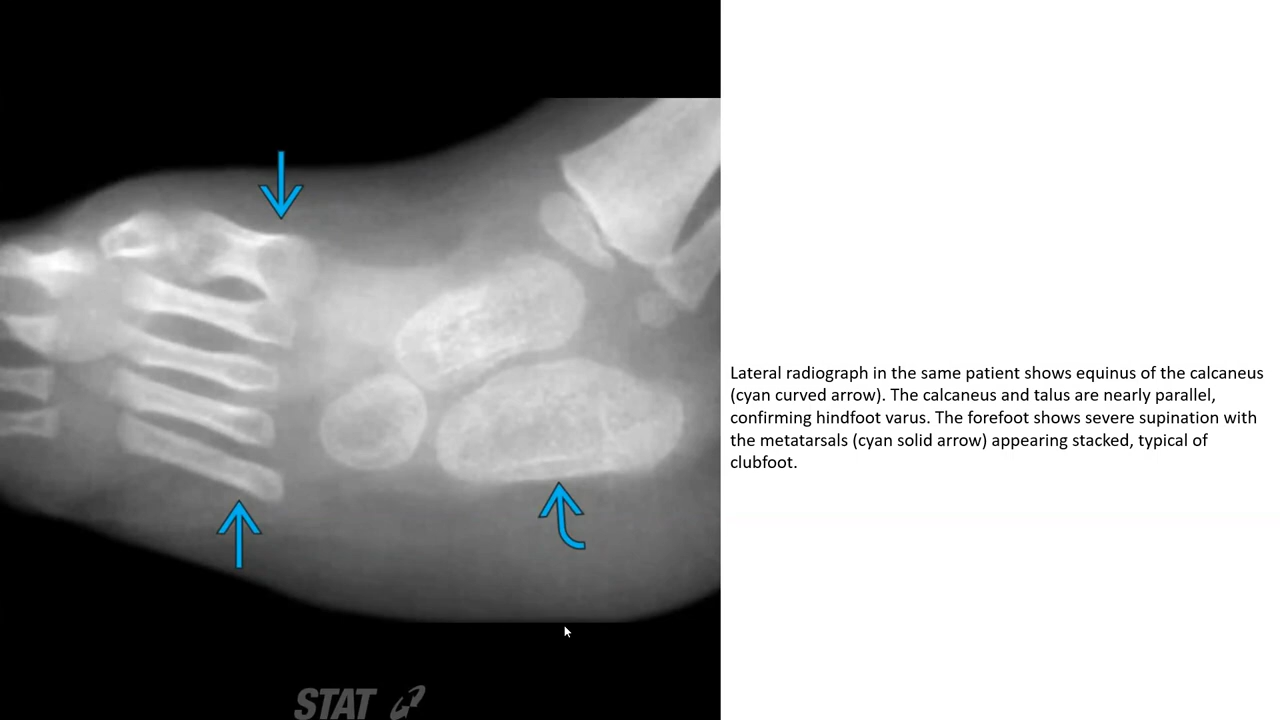 Lateral radiograph in the same patient shows equinus of the calcaneus
(cyan curved arrow). The calcaneus and talus are nearly parallel,
confirming hindfoot varus. The forefoot shows severe supination with
the metatarsals (cyan solid arrow) appearing stacked, typical of
clubfoot.
STAT